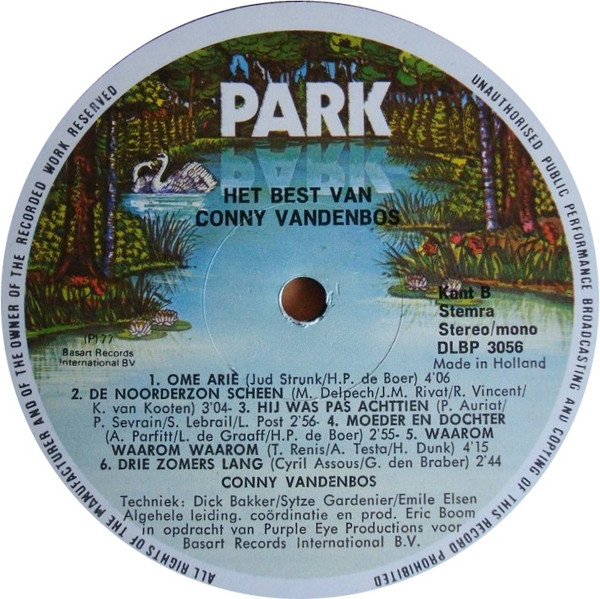 PARK
HET BEST VAN
CONNY VANDENBOS
Kant B
Stemra
Stereo/mono
DLBP 3056
Made in Holland
(P) 77
Basart Records
International BV
1. OME ARIË (Jud Strunk/H.P. de Boer) 4'06
2. DE NOORDERZON SCHEEN (M. Delpech/J.M. Rivat/R. Vincent/
K. van Kooten) 3'04- 3. HIJ WAS PAS ACHTTIEN (P. Auriat/
P. Sevrain/S. Lebrail/L. Post 2'56- 4. MOEDER EN DOCHTER
(A. Parfitt/L. de Graaff/H.P. de Boer) 2'55- 5. WAAROM
WAAROM WAAROM (T. Renis/A. Testa/H. Dunk) 4'15
6. DRIE ZOMERS LANG (Cyril Assous/G. den Braber) 2'44
CONNY VANDENBOS
Techniek: Dick Bakker/Sytze Gardenier/Emile Elsen
Algehele leiding. coördinatie en prod. Eric Boom
in opdracht van Purple Eye Productions voor
Basart Records International B.V.
ALL RIGHTS OF THE MANUFACTURER AND OF THE OWNER OF THE RECORDED WORK RESERVED
UNAUTHORISED PUBLIC PERFORMANCE BROADCASTING AND COPYING OF THIS RECORD PROHIBITED